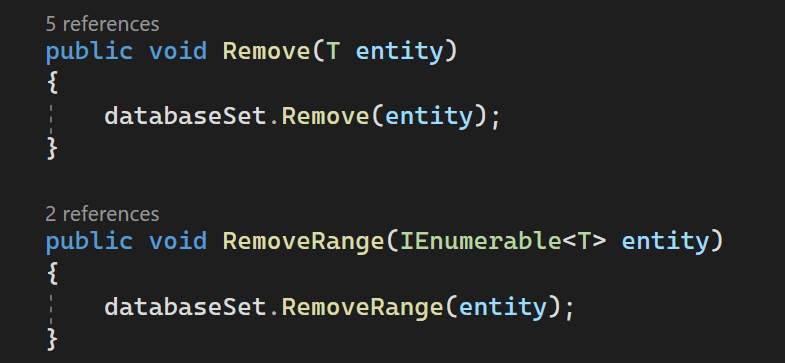 5 references
public void Remove(T entity)
{
databaseSet.Remove(entity);
}
2 references
public void RemoveRange(IEnumerable<T> entity)
{
databaseSet.RemoveRange(entity);
}